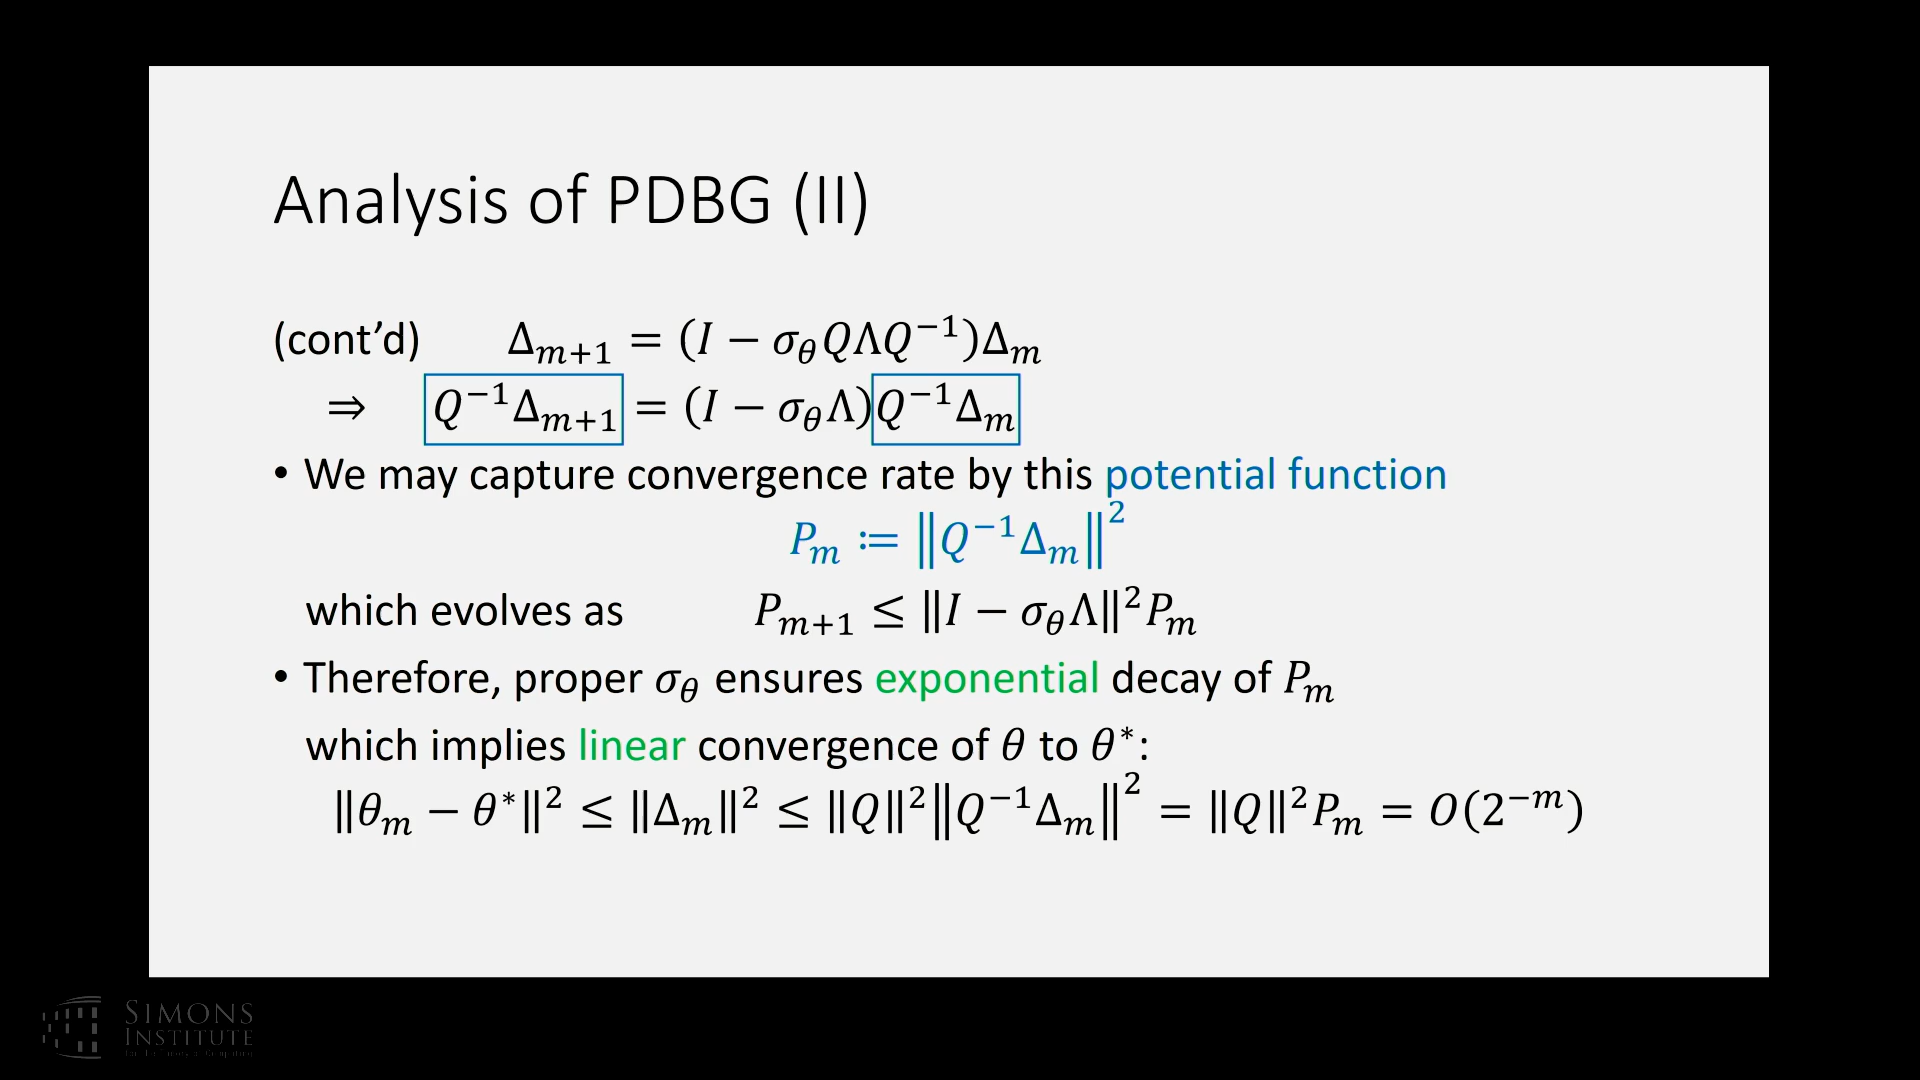 Analysis of PDBG (II)
(cont’d) Δ_{m+1} = (I − σ_θ QΛQ^{−1})Δ_m
⇒ Q^{−1}Δ_{m+1} = (I − σ_θ Λ)Q^{−1}Δ_m
• We may capture convergence rate by this potential function
P_m ≔ ‖Q^{−1}Δ_m‖^2
which evolves as P_{m+1} ≤ ‖I − σ_θ Λ‖^2 P_m
• Therefore, proper σ_θ ensures exponential decay of P_m
which implies linear convergence of θ to θ^*:
‖θ_m − θ^*‖^2 ≤ ‖Δ_m‖^2 ≤ ‖Q‖^2 ‖Q^{−1}Δ_m‖^2 = ‖Q‖^2 P_m = O(2^{−m})
SIMONS
INSTITUTE